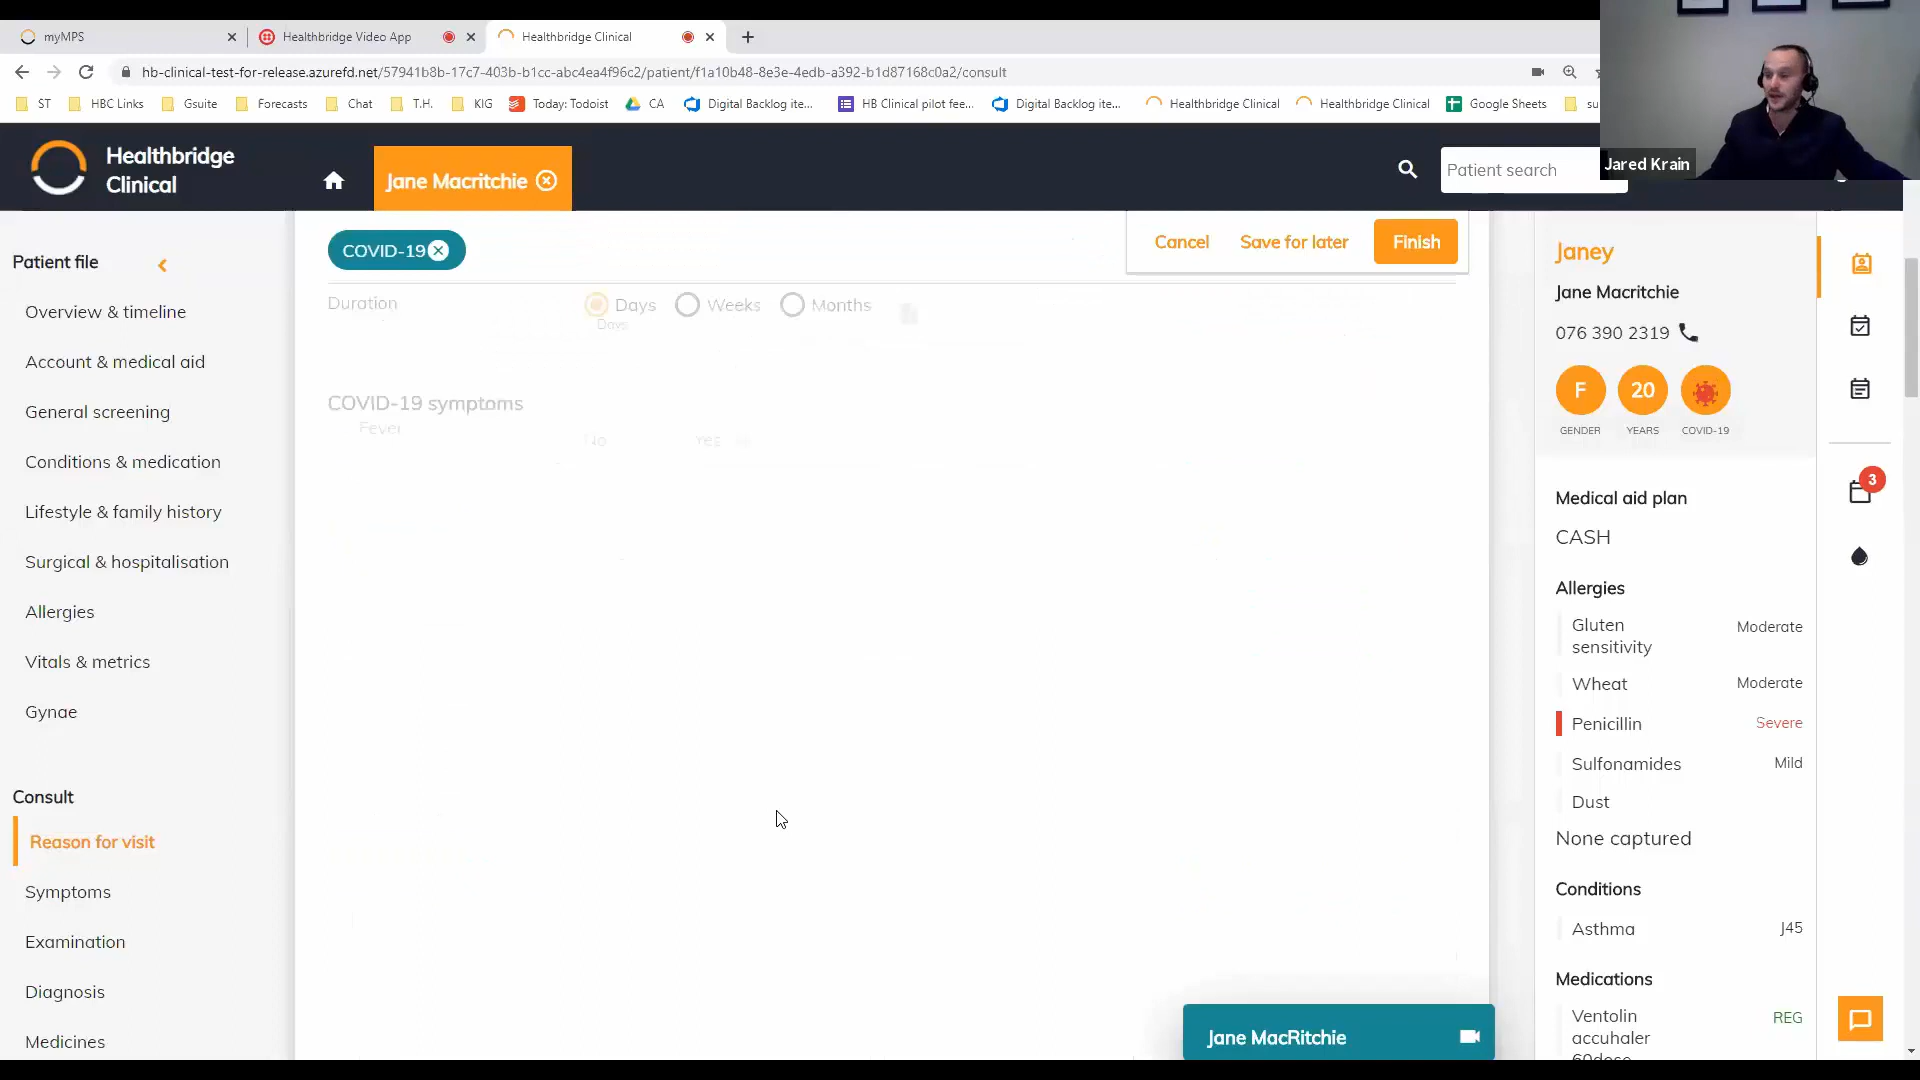 myMPS
Healthbridge Video App
Healthbridge Clinical
hb-clinical-test-for-release.azurefd.net/57941b8b-17c7-403b-b1cc-abc4ea4f96c2/patient/f1a10b48-8e3e-4edb-a392-b1d87168c0a2/consult
ST HBC Links Gsuite Forecasts Chat T.H. KIG Today: Todoist CA Digital Backlog ite... HB Clinical pilot fee... Digital Backlog ite... Healthbridge Clinical Healthbridge Clinical Google Sheets su
Healthbridge
Clinical
Jane Macritchie
Patient search
Jared Krain
Patient file
Overview & timeline
Account & medical aid
General screening
Conditions & medication
Lifestyle & family history
Surgical & hospitalisation
Allergies
Vitals & metrics
Gynae
Consult
Reason for visit
Symptoms
Examination
Diagnosis
Medicines
COVID-19
Cancel Save for later Finish
Duration
Days Weeks Months
Days
COVID-19 symptoms
Fever
No Yes
Jane MacRitchie
Janey
Jane Macritchie
076 390 2319
F 20
GENDER YEARS COVID-19
Medical aid plan
CASH
Allergies
Gluten sensitivity Moderate
Wheat Moderate
Penicillin Severe
Sulfonamides Mild
Dust
None captured
Conditions
Asthma J45
Medications
Ventolin REG
accuhaler
60dose
3